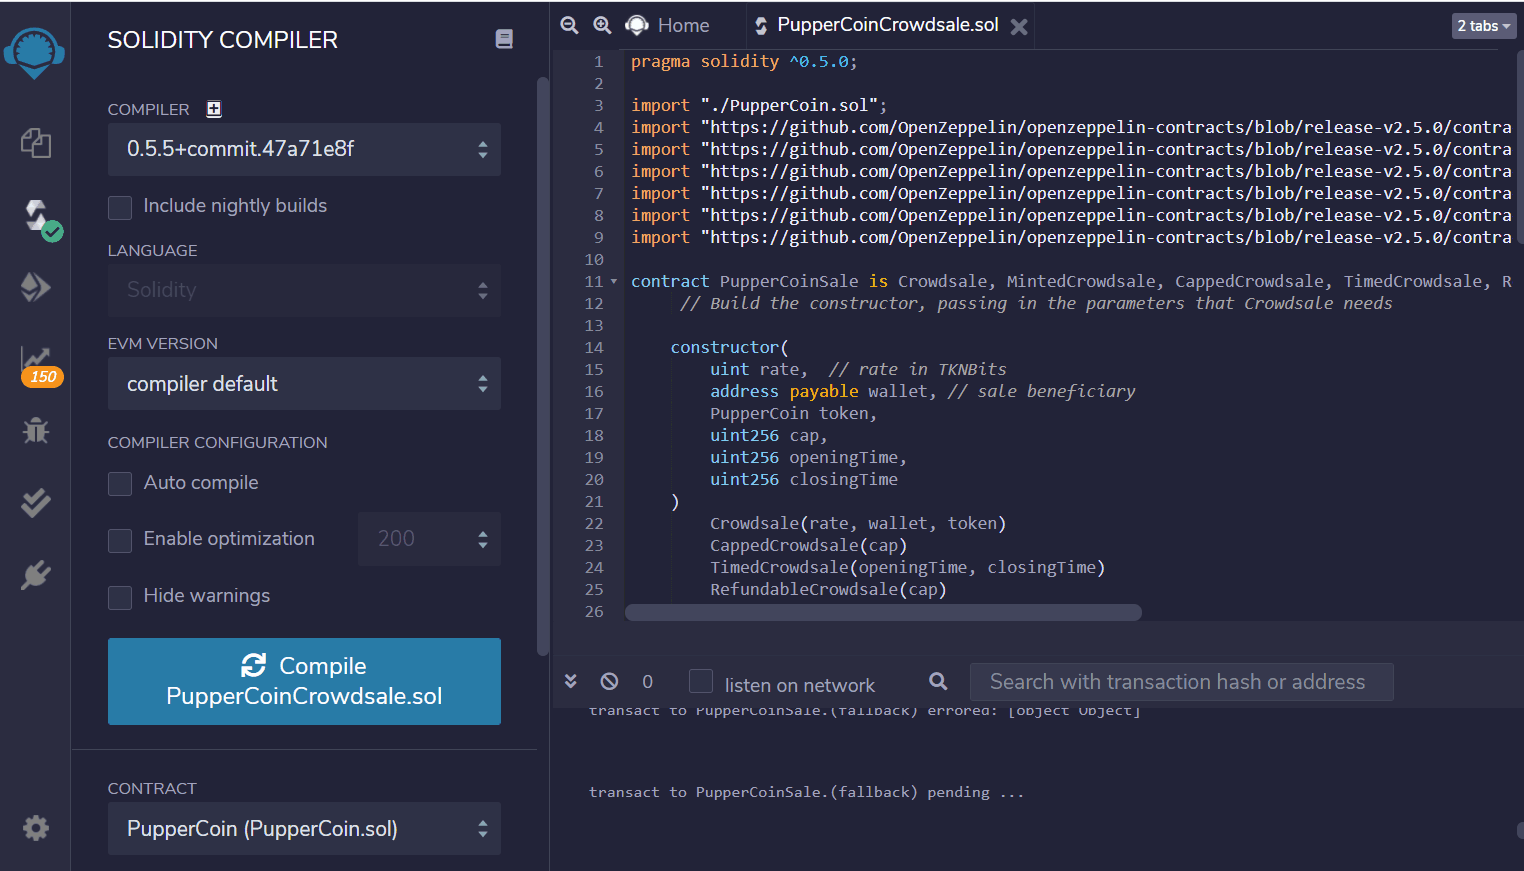 SOLIDITY COMPILER
COMPILER
0.5.5+commit.47a71e8f
Include nightly builds
LANGUAGE
Solidity
EVM VERSION
compiler default
COMPILER CONFIGURATION
Auto compile
Enable optimization 200
Hide warnings
Compile
PupperCoinCrowdsale.sol
CONTRACT
PupperCoin (PupperCoin.sol)
150
Home PupperCoinCrowdsale.sol 2 tabs
1 pragma solidity ^0.5.0;
2
3 import "./PupperCoin.sol";
4 import "https://github.com/OpenZeppelin/openzeppelin-contracts/blob/release-v2.5.0/contra
5 import "https://github.com/OpenZeppelin/openzeppelin-contracts/blob/release-v2.5.0/contra
6 import "https://github.com/OpenZeppelin/openzeppelin-contracts/blob/release-v2.5.0/contra
7 import "https://github.com/OpenZeppelin/openzeppelin-contracts/blob/release-v2.5.0/contra
8 import "https://github.com/OpenZeppelin/openzeppelin-contracts/blob/release-v2.5.0/contra
9 import "https://github.com/OpenZeppelin/openzeppelin-contracts/blob/release-v2.5.0/contra
10
11 contract PupperCoinSale is Crowdsale, MintedCrowdsale, CappedCrowdsale, TimedCrowdsale, R
12 // Build the constructor, passing in the parameters that Crowdsale needs
13
14 constructor(
15 uint rate, // rate in TKNBits
16 address payable wallet, // sale beneficiary
17 PupperCoin token,
18 uint256 cap,
19 uint256 openingTime,
20 uint256 closingTime
21 )
22 Crowdsale(rate, wallet, token)
23 CappedCrowdsale(cap)
24 TimedCrowdsale(openingTime, closingTime)
25 RefundableCrowdsale(cap)
26
0 listen on network Search with transaction hash or address
transact to PupperCoinSale.(fallback) errored: [object Object]
transact to PupperCoinSale.(fallback) pending ...